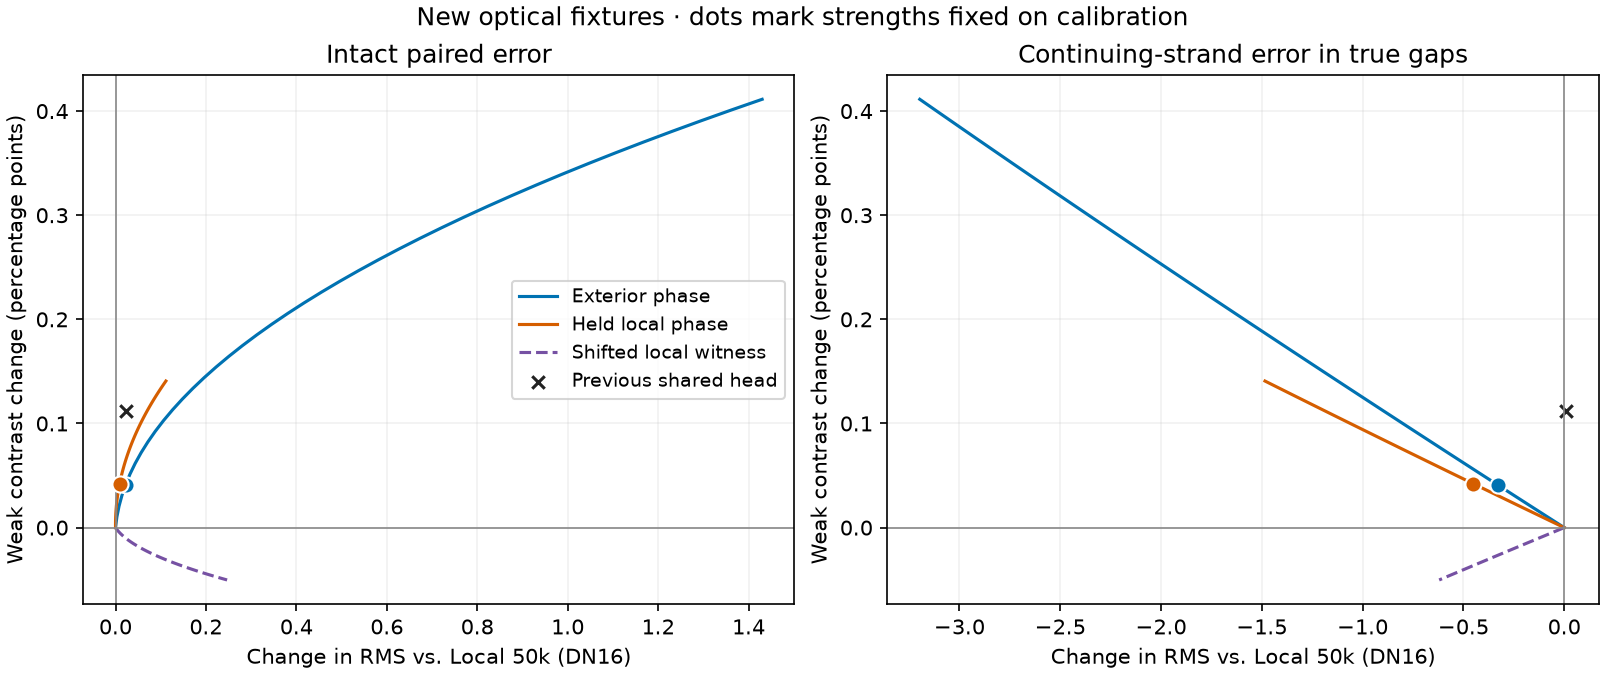 New optical fixtures · dots mark strengths fixed on calibration
Intact paired error
Weak contrast change (percentage points)
0.4
0.3
0.2
0.1
0.0
0.0 0.2 0.4 0.6 0.8 1.0 1.2 1.4
Change in RMS vs. Local 50k (DN16)
Exterior phase
Held local phase
Shifted local witness
Previous shared head
Continuing-strand error in true gaps
Weak contrast change (percentage points)
0.4
0.3
0.2
0.1
0.0
−3.0 −2.5 −2.0 −1.5 −1.0 −0.5 0.0
Change in RMS vs. Local 50k (DN16)